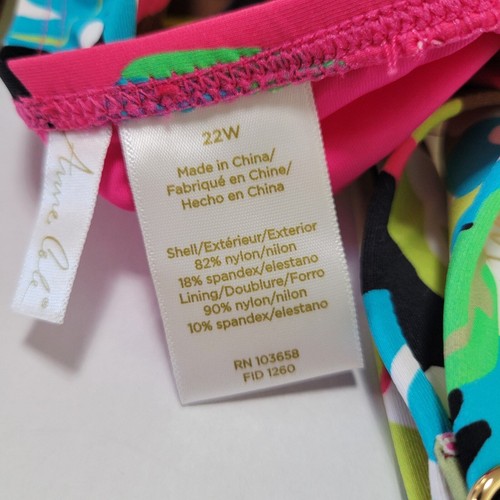 Anne Cole
22W
Made in China/
Fabriqué en Chine/
Hecho en China
Shell/Extérieur/Exterior
82% nylon/nilon
18% spandex/elestano
Lining/Doublure/Forro
90% nylon/nilon
10% spandex/elestano
RN 103658
FID 1260